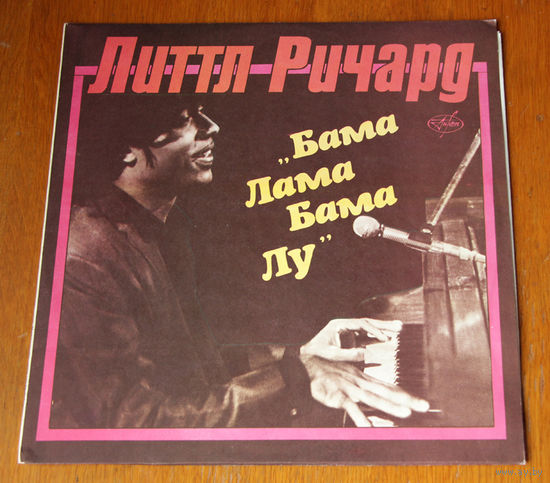 Литтл Ричард
„Бама
Лама
Бама
Лу”